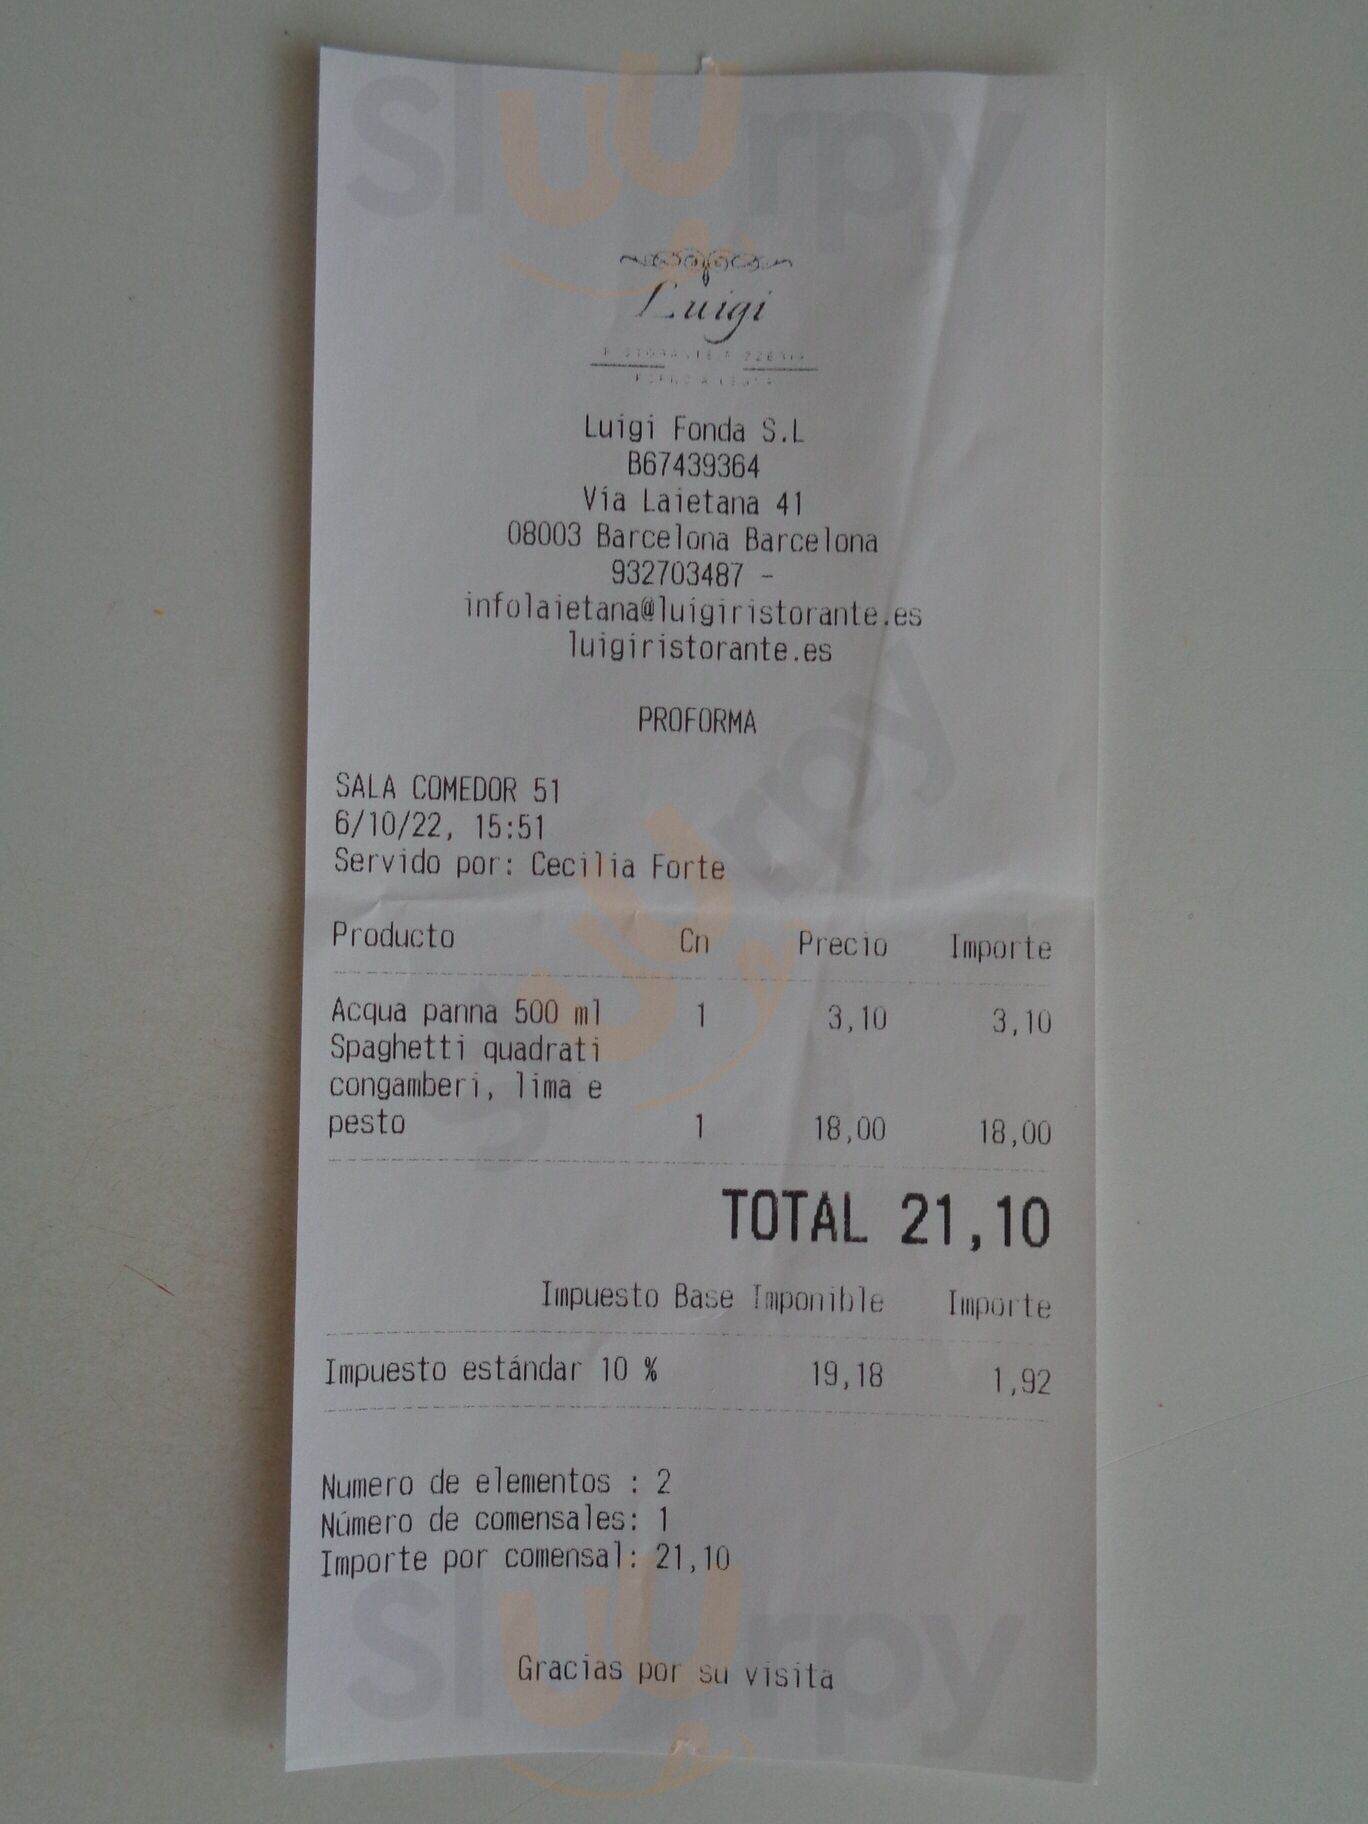 Sluurpy
Luigi
Luigi Fonda S.L
B67439364
Vía Laietana 41
08003 Barcelona Barcelona
932703487 -
infolaietana@luigiristorante.es
luigiristorante.es
PROFORMA
SALA COMEDOR 51
6/10/22, 15:51
Servido por: Cecilia Forte
Producto Cn Precio Importe
Acqua panna 500 ml 1 3,10 3,10
Spaghetti quadrati
congamberi, lima e
pesto 1 18,00 18,00
TOTAL 21,10
Impuesto Base Imponible Importe
Impuesto estándar 10 % 19,18 1,92
Numero de elementos : 2
Número de comensales: 1
Importe por comensal: 21,10
Gracias por su visita
Sluurpy
Sluurpy